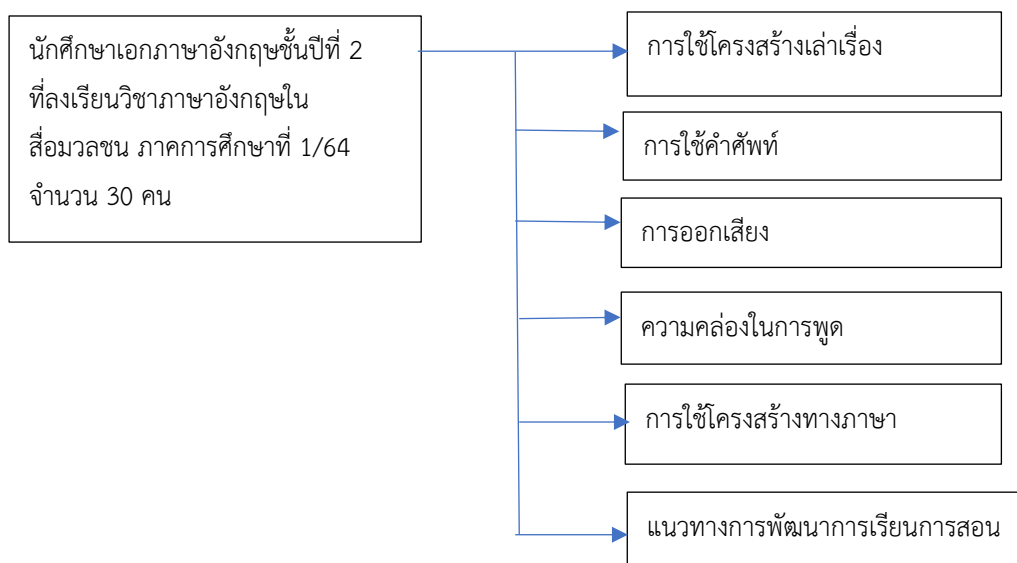 นักศึกษาเอกภาษาอังกฤษชั้นปีที่ 2
ที่ลงเรียนวิชาภาษาอังกฤษใน
สื่อมวลชน ภาคการศึกษาที่ 1/64
จำนวน 30 คน
การใช้โครงสร้างเล่าเรื่อง
การใช้คำศัพท์
การออกเสียง
ความคล่องในการพูด
การใช้โครงสร้างทางภาษา
แนวทางการพัฒนาการเรียนการสอน